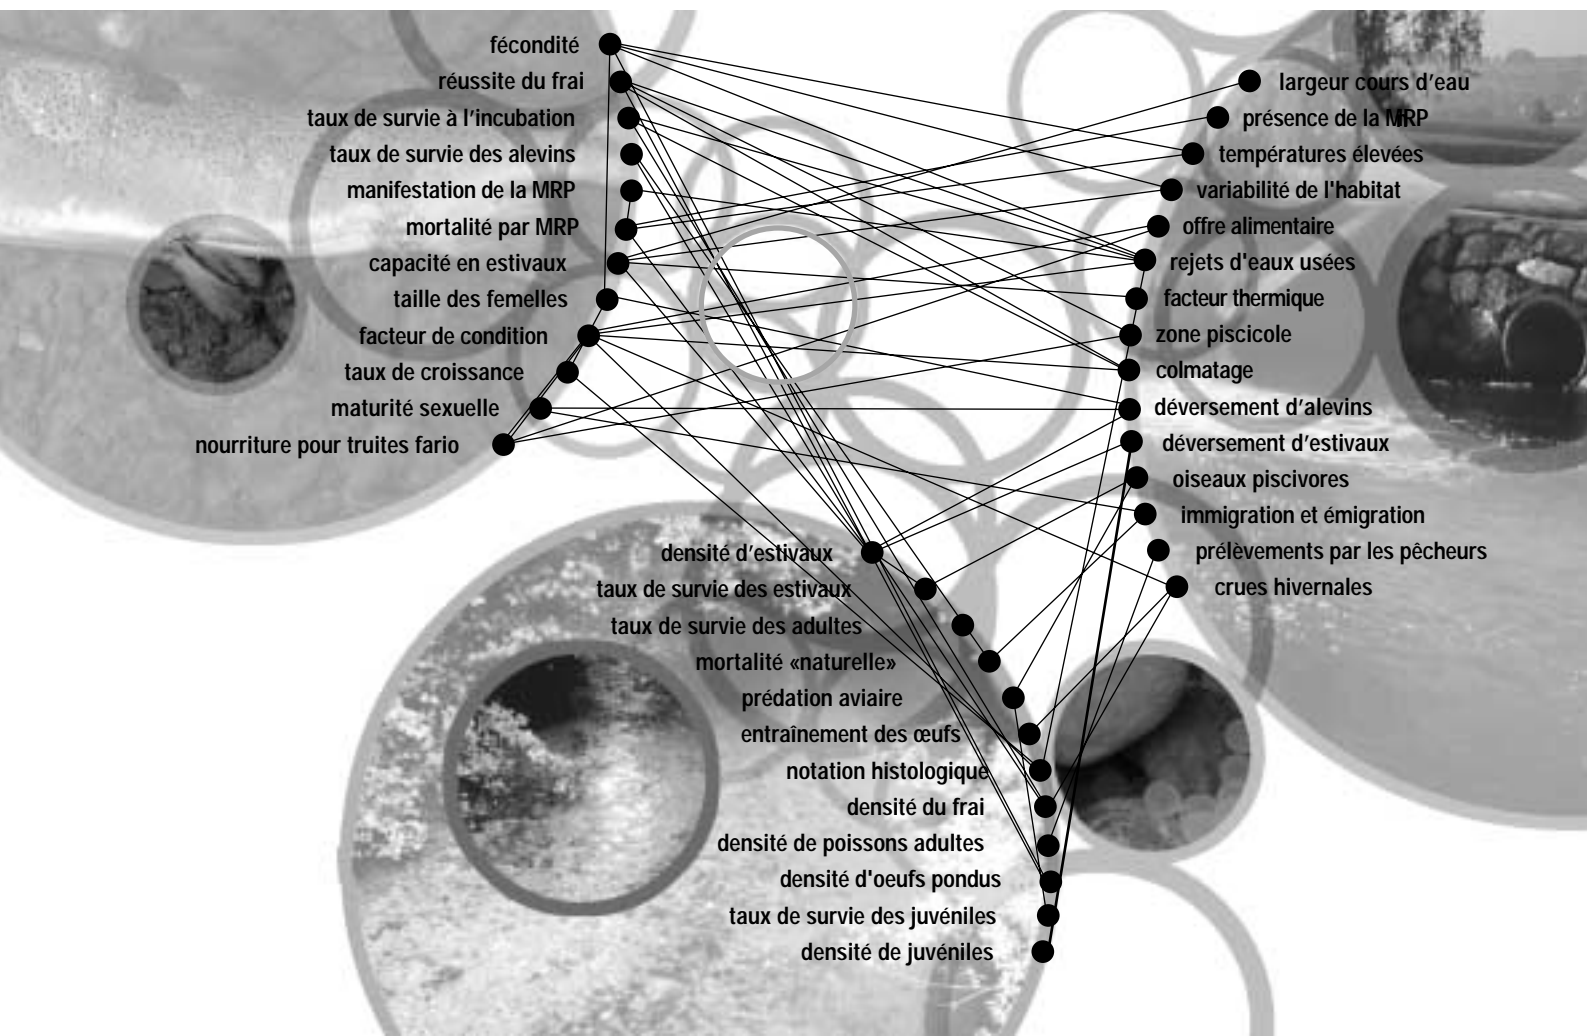 fécondité
réussite du frai
taux de survie à l'incubation
taux de survie des alevins
manifestation de la MRP
mortalité par MRP
capacité en estivaux
taille des femelles
facteur de condition
taux de croissance
maturité sexuelle
nourriture pour truites fario
largeur cours d'eau
présence de la MRP
températures élevées
variabilité de l'habitat
offre alimentaire
rejets d'eaux usées
facteur thermique
zone piscicole
colmatage
déversement d'alevins
déversement d'estivaux
oiseaux piscivores
immigration et émigration
prélèvements par les pêcheurs
crues hivernales
densité d'estivaux
taux de survie des estivaux
taux de survie des adultes
mortalité «naturelle»
prédation aviaire
entraînement des œufs
notation histologique
densité du frai
densité de poissons adultes
densité d'oeufs pondus
taux de survie des juvéniles
densité de juvéniles